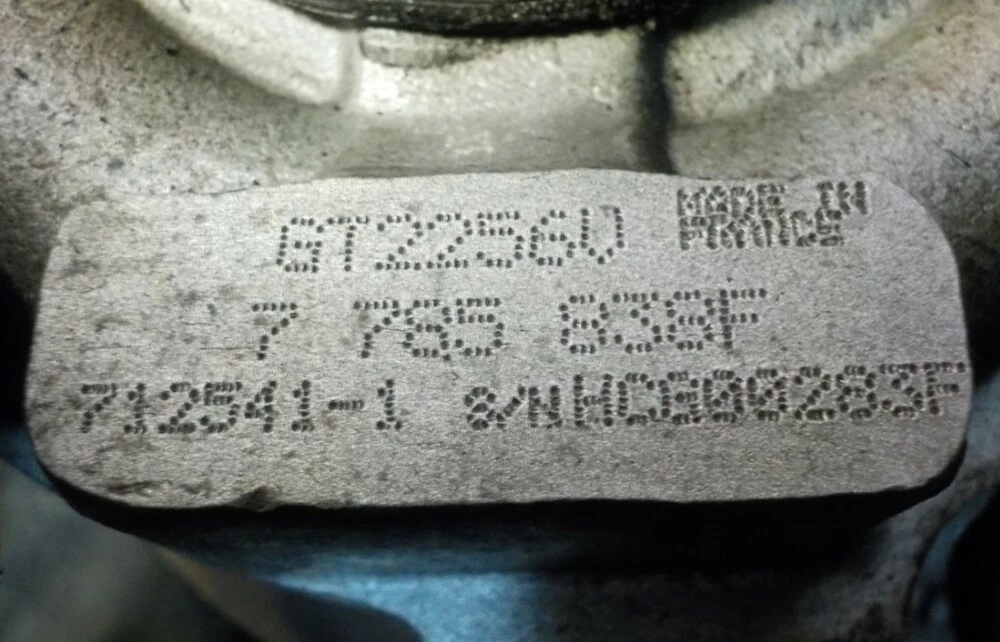 GT2256V
MADE IN
FRANCE
7 785 838F
712541-1 S/N